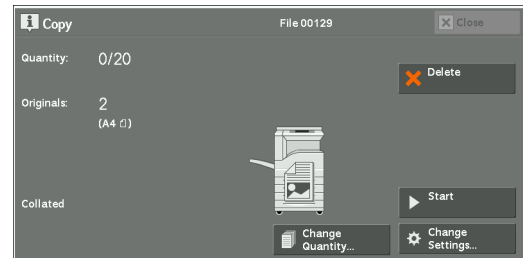 Copy
File 00129
Close
Quantity:
0/20
Delete
Originals:
2
(A4)
Collated
Start
Change
Quantity...
Change
Settings...